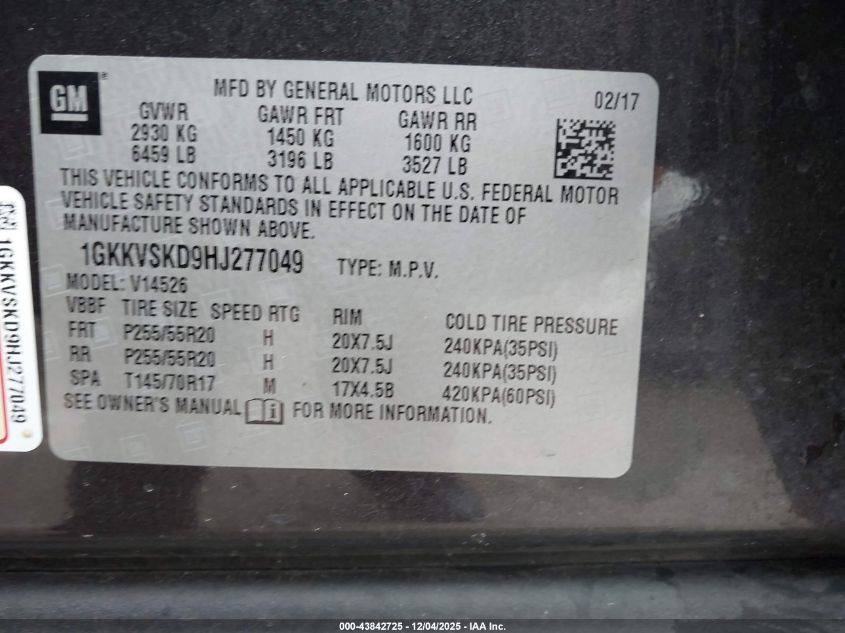 GM
MFD BY GENERAL MOTORS LLC
02/17
GVWR GAWR FRT GAWR RR
2930 KG 1450 KG 1600 KG
6459 LB 3196 LB 3527 LB
THIS VEHICLE CONFORMS TO ALL APPLICABLE U.S. FEDERAL MOTOR
VEHICLE SAFETY STANDARDS IN EFFECT ON THE DATE OF
MANUFACTURE SHOWN ABOVE.
1GKKVSKD9HJ277049 TYPE: M.P.V.
MODEL: V14526
VBBF TIRE SIZE SPEED RTG RIM COLD TIRE PRESSURE
FRT P255/55R20 H 20X7.5J 240KPA(35PSI)
RR P255/55R20 H 20X7.5J 240KPA(35PSI)
SPA T145/70R17 M 17X4.5B 420KPA(60PSI)
SEE OWNER'S MANUAL i FOR MORE INFORMATION.
1GKKVSKD9HJ277049
000-43842725 - 12/04/2025 - IAA Inc.